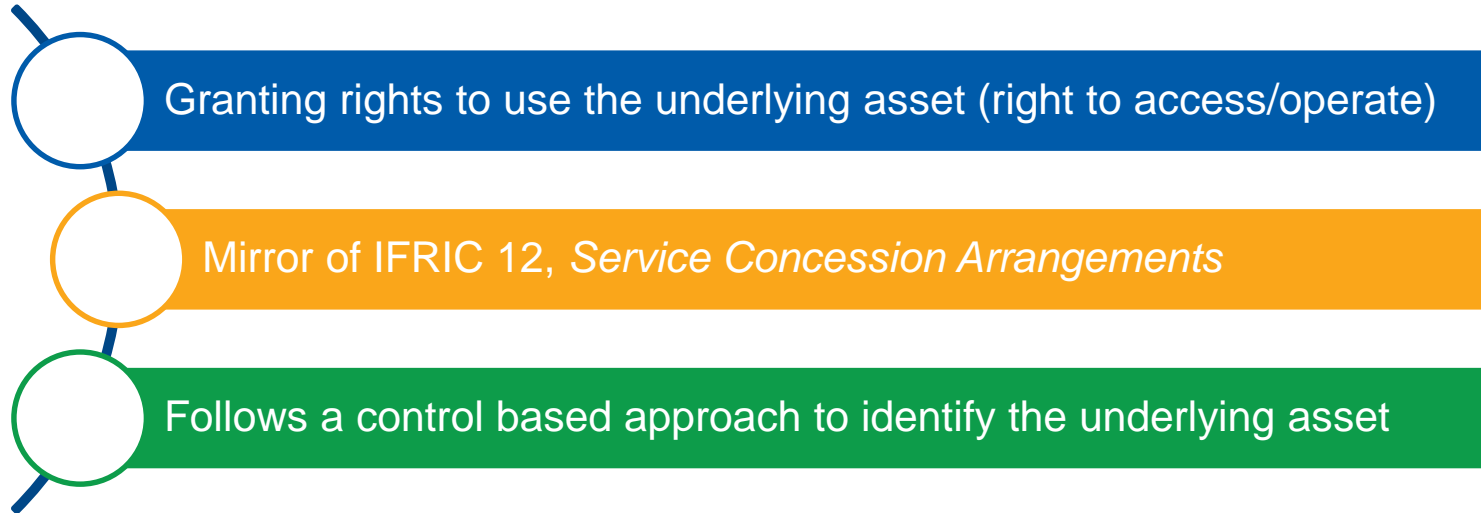 Granting rights to use the underlying asset (right to access/operate)
Mirror of IFRIC 12, Service Concession Arrangements
Follows a control based approach to identify the underlying asset